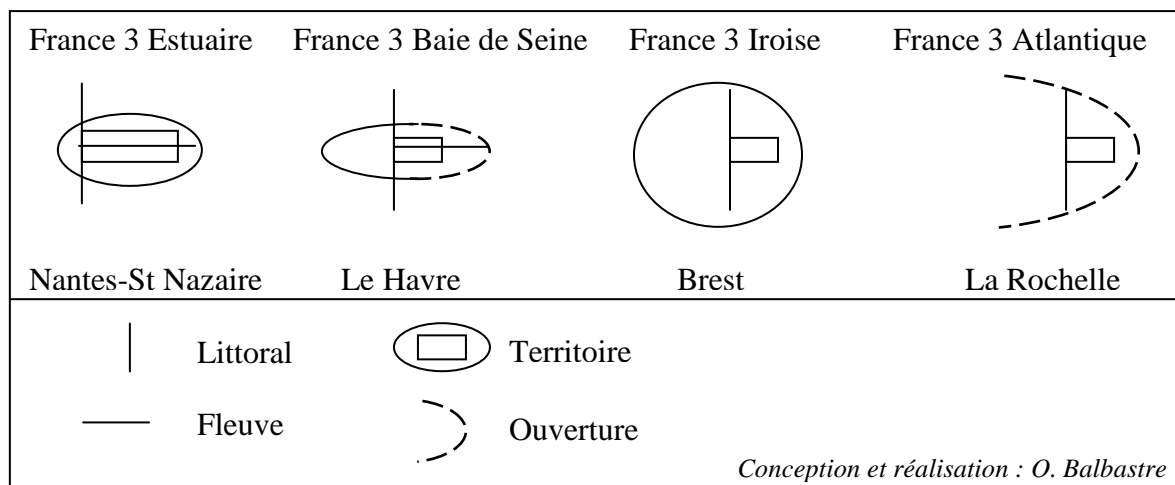 France 3 Estuaire France 3 Baie de Seine France 3 Iroise France 3 Atlantique
Nantes-St Nazaire Le Havre Brest La Rochelle
Littoral Territoire
Fleuve Ouverture
Conception et réalisation : O. Balbastre